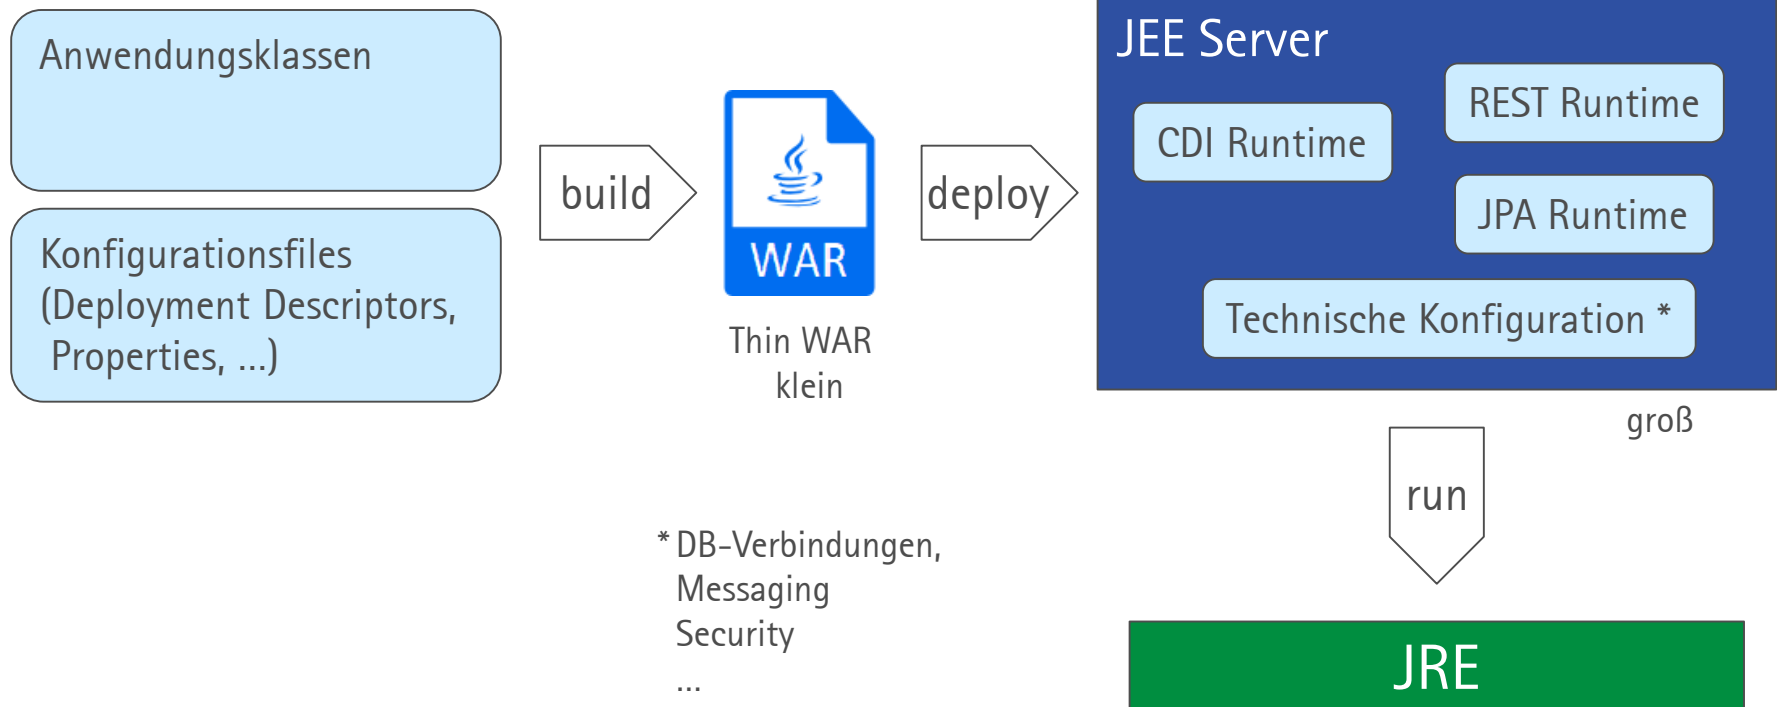 Anwendungsklassen
Konfigurationsfiles
(Deployment Descriptors,
Properties, ...)
build
WAR
Thin WAR
klein
deploy
JEE Server
CDI Runtime
REST Runtime
JPA Runtime
Technische Konfiguration *
groß
run
JRE
* DB-Verbindungen,
Messaging
Security
...